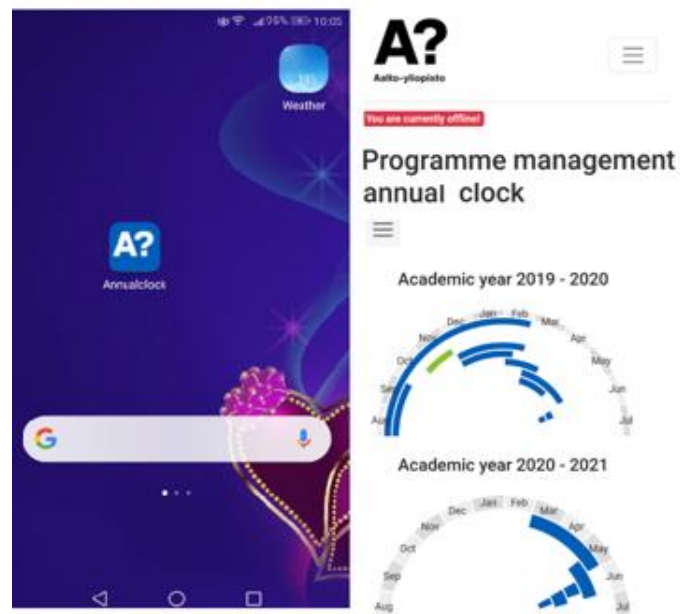 95% 10:05
Weather
A?
Annualclock
G
A?
Aalto-yliopisto
You are currently offline!
Programme management
annual clock
Academic year 2019 - 2020
Aug
Sep
Oct
Nov
Dec
Jan
Feb
Mar
Apr
May
Jun
Jul
Academic year 2020 - 2021
Aug
Sep
Oct
Nov
Dec
Jan
Feb
Mar
Apr
May
Jun
Jul